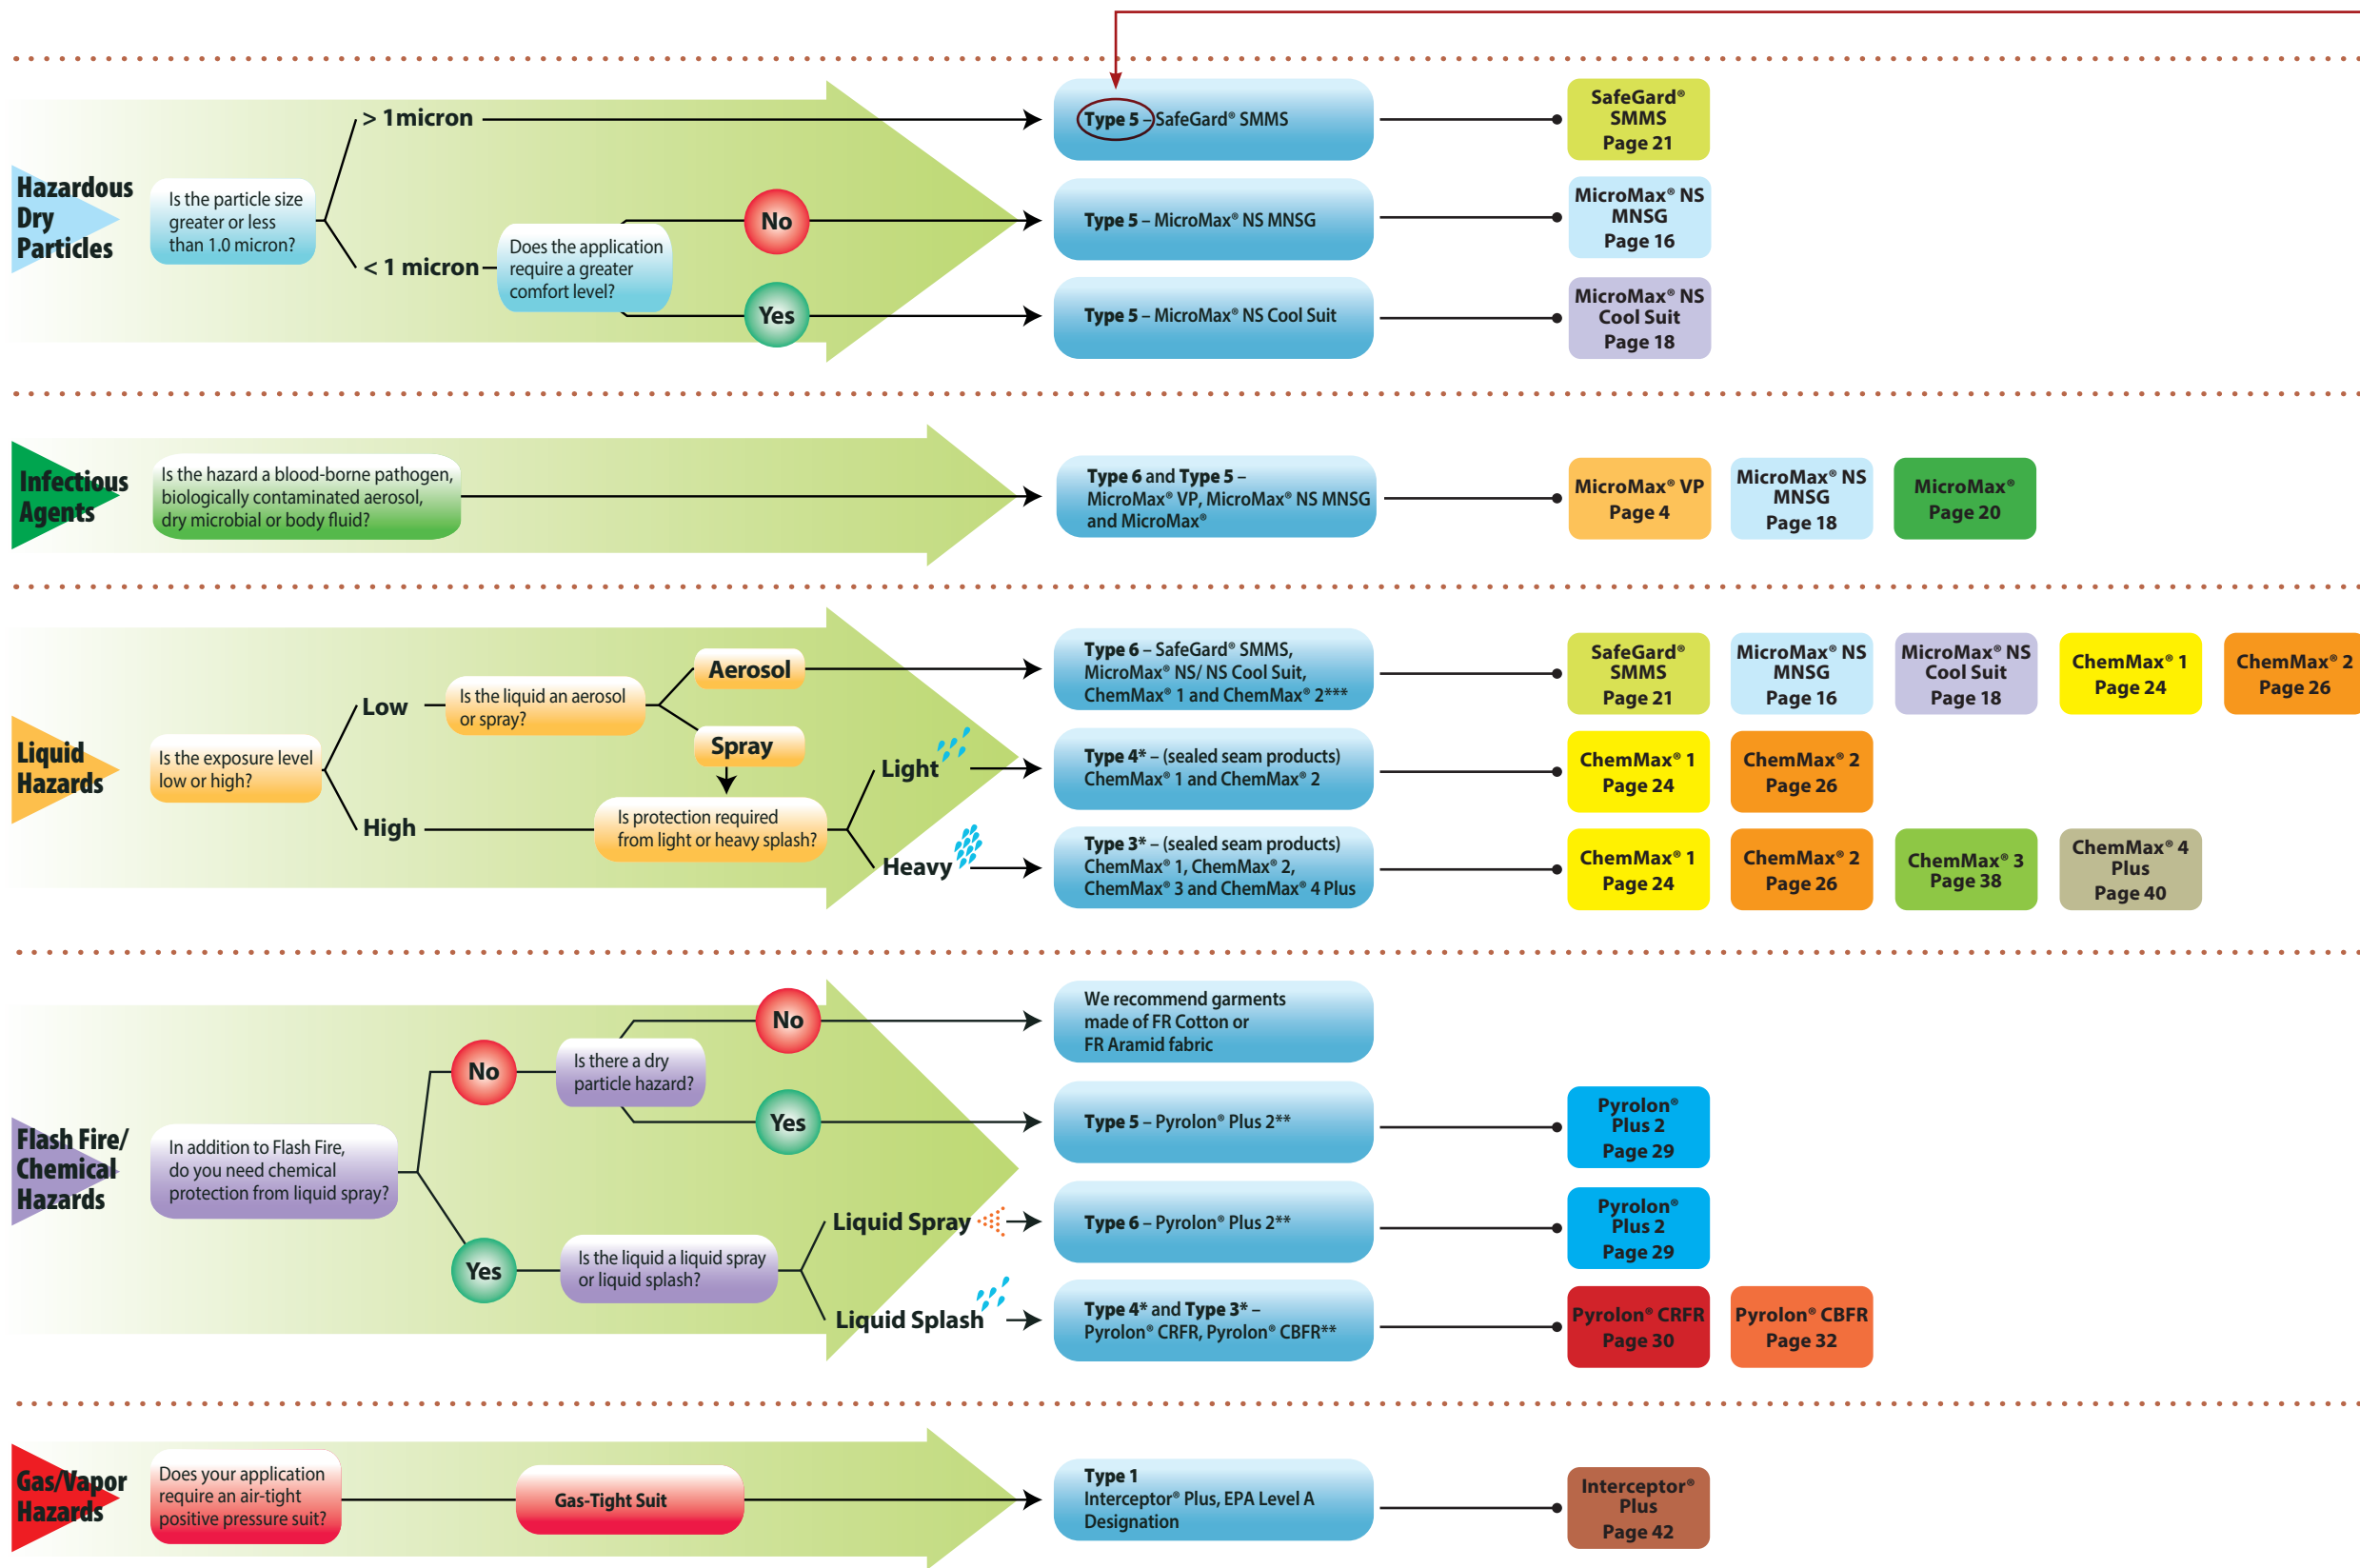 Hazardous
Dry
Particles
Is the particle size
greater or less
than 1.0 micron?
> 1micron
< 1 micron
Does the application
require a greater
comfort level?
No
Yes
Type 5 – SafeGard® SMMS
Type 5 – MicroMax® NS MNSG
Type 5 – MicroMax® NS Cool Suit
SafeGard®
SMMS
Page 21
MicroMax® NS
MNSG
Page 16
MicroMax® NS
Cool Suit
Page 18
Infectious
Agents
Is the hazard a blood-borne pathogen,
biologically contaminated aerosol,
dry microbial or body fluid?
Type 6 and Type 5 –
MicroMax® VP, MicroMax® NS MNSG
and MicroMax®
MicroMax® VP
Page 4
MicroMax® NS
MNSG
Page 18
MicroMax®
Page 20
Liquid
Hazards
Is the exposure level
low or high?
Low
High
Is the liquid an aerosol
or spray?
Aerosol
Spray
Is protection required
from light or heavy splash?
Light
Heavy
Type 6 – SafeGard® SMMS,
MicroMax® NS/ NS Cool Suit,
ChemMax® 1 and ChemMax® 2***
SafeGard®
SMMS
Page 21
MicroMax® NS
MNSG
Page 16
MicroMax® NS
Cool Suit
Page 18
ChemMax® 1
Page 24
ChemMax® 2
Page 26
Type 4* – (sealed seam products)
ChemMax® 1 and ChemMax® 2
ChemMax® 1
Page 24
ChemMax® 2
Page 26
Type 3* – (sealed seam products)
ChemMax® 1, ChemMax® 2,
ChemMax® 3 and ChemMax® 4 Plus
ChemMax® 1
Page 24
ChemMax® 2
Page 26
ChemMax® 3
Page 38
ChemMax® 4
Plus
Page 40
Flash Fire/
Chemical
Hazards
In addition to Flash Fire,
do you need chemical
protection from liquid spray?
No
Yes
Is there a dry
particle hazard?
No
Yes
Is the liquid a liquid spray
or liquid splash?
Liquid Spray
Liquid Splash
We recommend garments
made of FR Cotton or
FR Aramid fabric
Type 5 – Pyrolon® Plus 2**
Pyrolon®
Plus 2
Page 29
Type 6 – Pyrolon® Plus 2**
Pyrolon®
Plus 2
Page 29
Type 4* and Type 3* –
Pyrolon® CRFR, Pyrolon® CBFR**
Pyrolon® CRFR
Page 30
Pyrolon® CBFR
Page 32
Gas/Vapor
Hazards
Does your application
require an air-tight
positive pressure suit?
Gas-Tight Suit
Type 1
Interceptor® Plus, EPA Level A
Designation
Interceptor®
Plus
Page 42